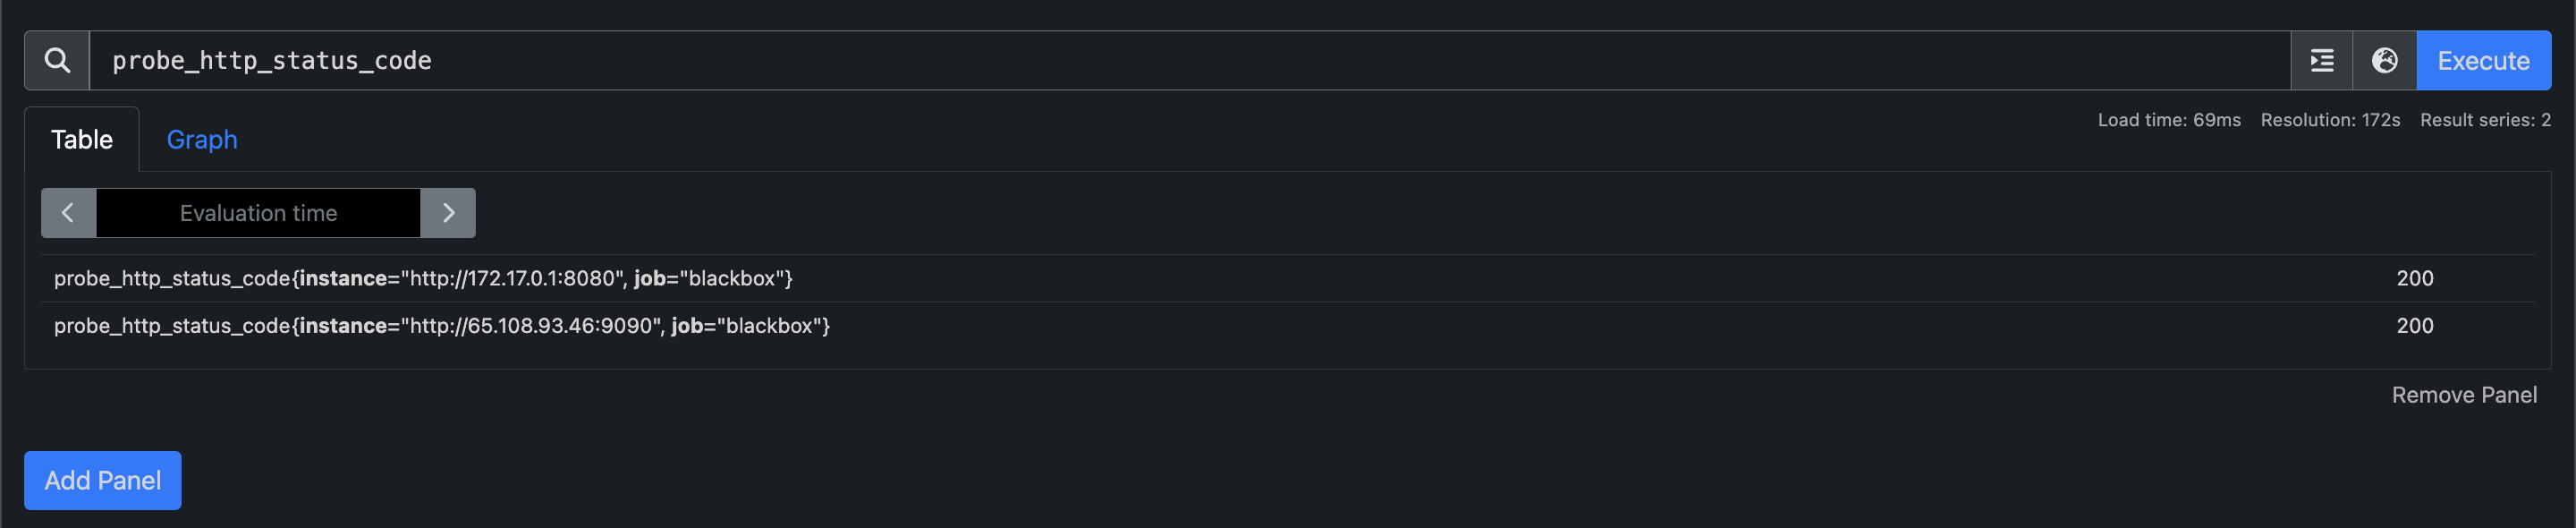 probe_http_status_code
Execute
Table
Graph
Load time: 69ms Resolution: 172s Result series: 2
Evaluation time
probe_http_status_code{instance="http://172.17.0.1:8080", job="blackbox"} 200
probe_http_status_code{instance="http://65.108.93.46:9090", job="blackbox"} 200
Remove Panel
Add Panel